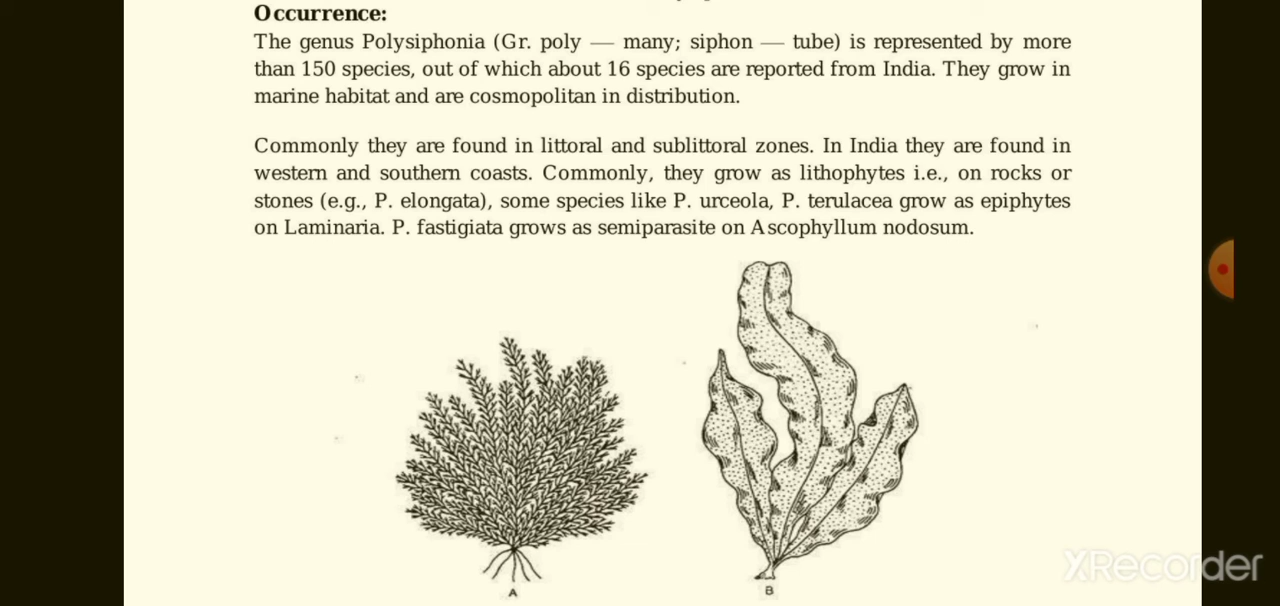 Occurrence:
The genus Polysiphonia (Gr. poly — many; siphon — tube) is represented by more
than 150 species, out of which about 16 species are reported from India. They grow in
marine habitat and are cosmopolitan in distribution.
Commonly they are found in littoral and sublittoral zones. In India they are found in
western and southern coasts. Commonly, they grow as lithophytes i.e., on rocks or
stones (e.g., P. elongata), some species like P. urceola, P. terulacea grow as epiphytes
on Laminaria. P. fastigiata grows as semiparasite on Ascophyllum nodosum.
A
B
XRecorder